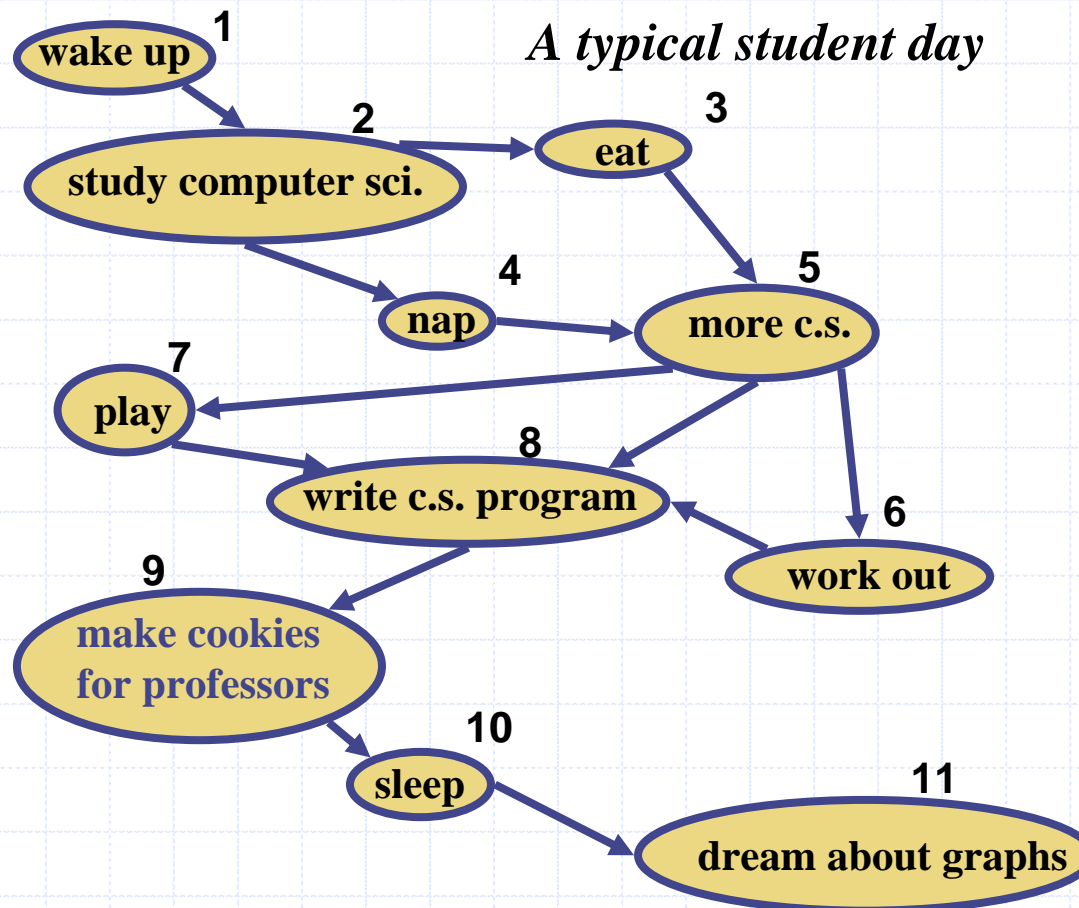 A typical student day
1
wake up
2
study computer sci.
3
eat
4
nap
5
more c.s.
7
play
8
write c.s. program
6
work out
9
make cookies
for professors
10
sleep
11
dream about graphs